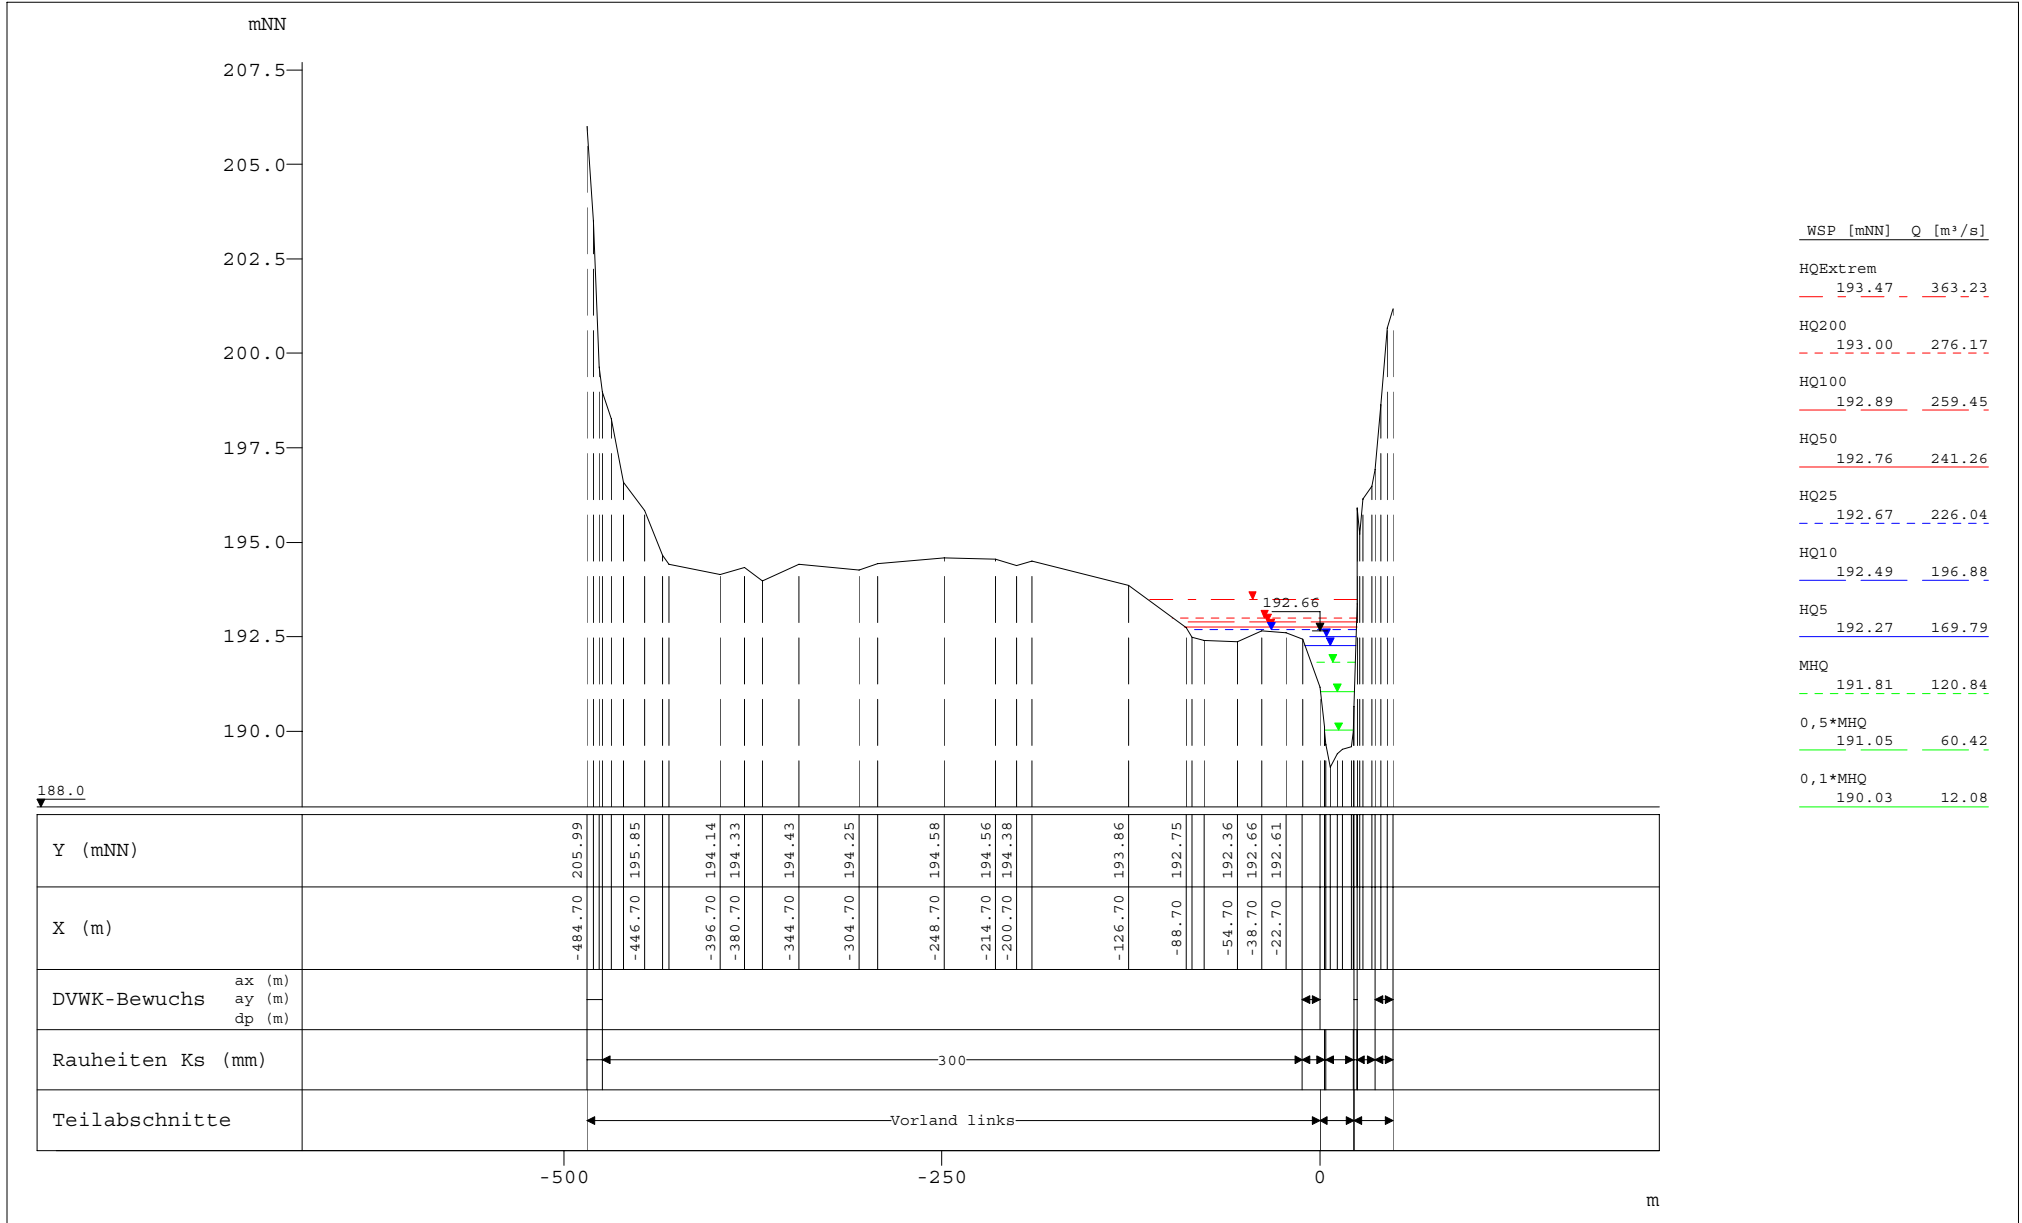 mNN
207.5
205.0
202.5
200.0
197.5
195.0
192.5
190.0
192.66
188.0
WSP [mNN] Q [m³/s]
HQExtrem
193.47 363.23
HQ200
193.00 276.17
HQ100
192.89 259.45
HQ50
192.76 241.26
HQ25
192.67 226.04
HQ10
192.49 196.88
HQ5
192.27 169.79
MHQ
191.81 120.84
0,5*MHQ
191.05 60.42
0,1*MHQ
190.03 12.08
Y (mNN)
205.99 195.85 194.14 194.33 194.43 194.25 194.58 194.56 194.38 193.86 192.75 192.36 192.66 192.61
X (m)
-484.70 -446.70 -396.70 -380.70 -344.70 -304.70 -248.70 -214.70 -200.70 -126.70 -88.70 -54.70 -38.70 -22.70
DVWK-Bewuchs
ax (m)
ay (m)
dp (m)
Rauheiten Ks (mm)
300
Teilabschnitte
Vorland links
-500 -250 0
m